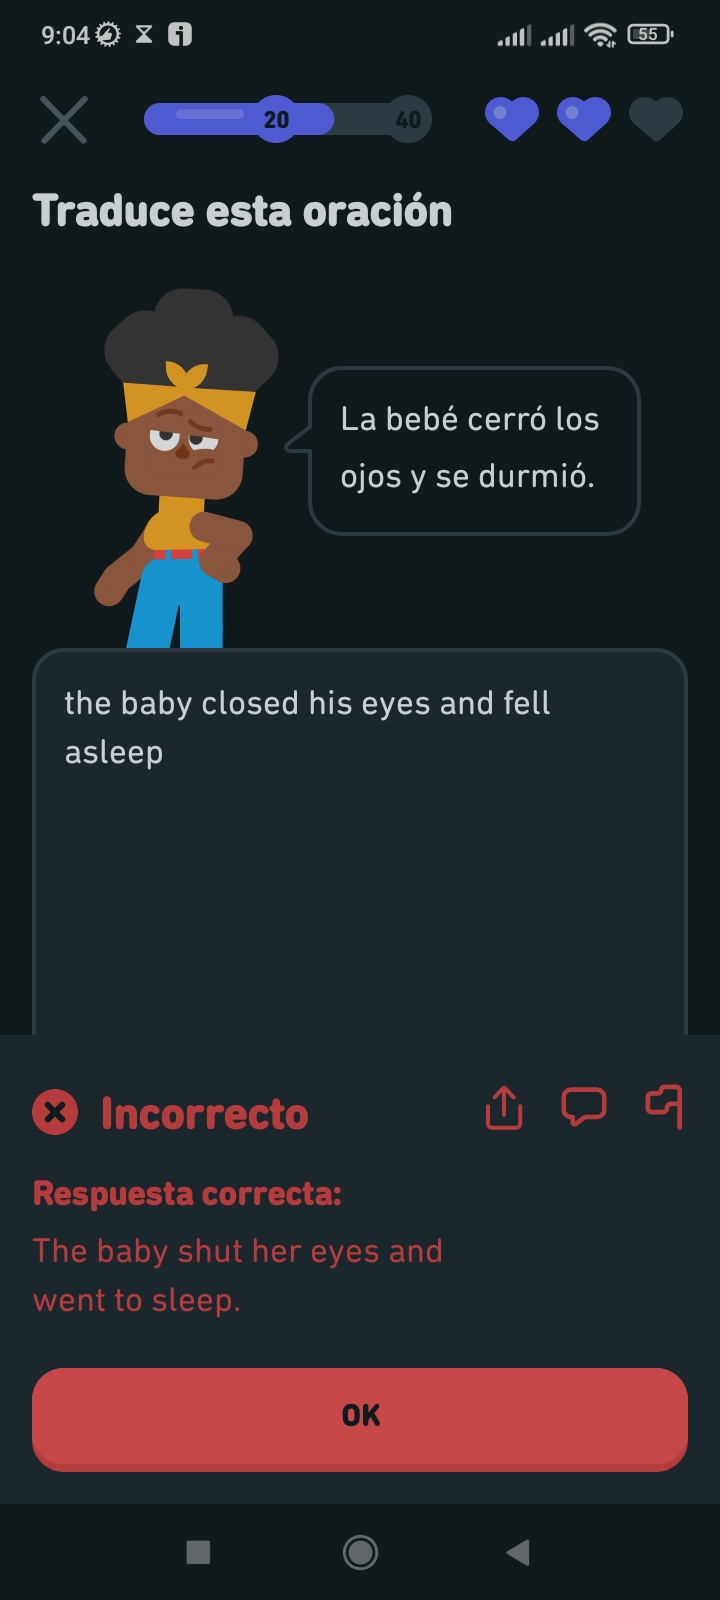 9:04
55
20
40
Traduce esta oración
La bebé cerró los
ojos y se durmió.
the baby closed his eyes and fell
asleep
Incorrecto
Respuesta correcta:
The baby shut her eyes and
went to sleep.
OK